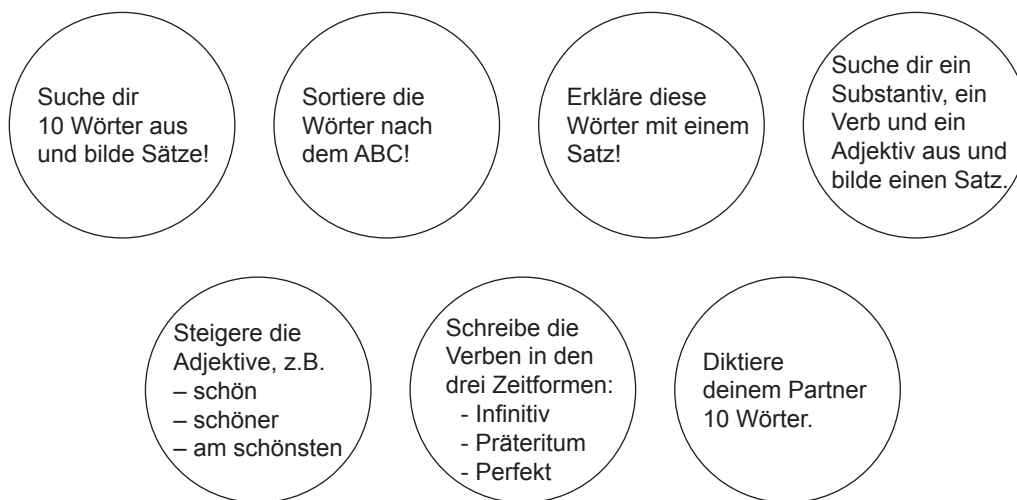 Suche dir
10 Wörter aus
und bilde Sätze!
Sortiere die
Wörter nach
dem ABC!
Erkläre diese
Wörter mit einem
Satz!
Suche dir ein
Substantiv, ein
Verb und ein
Adjektiv aus und
bilde einen Satz.
Steigere die
Adjektive, z.B.
– schön
– schöner
– am schönsten
Schreibe die
Verben in den
drei Zeitformen:
- Infinitiv
- Präteritum
- Perfekt
Diktiere
deinem Partner
10 Wörter.